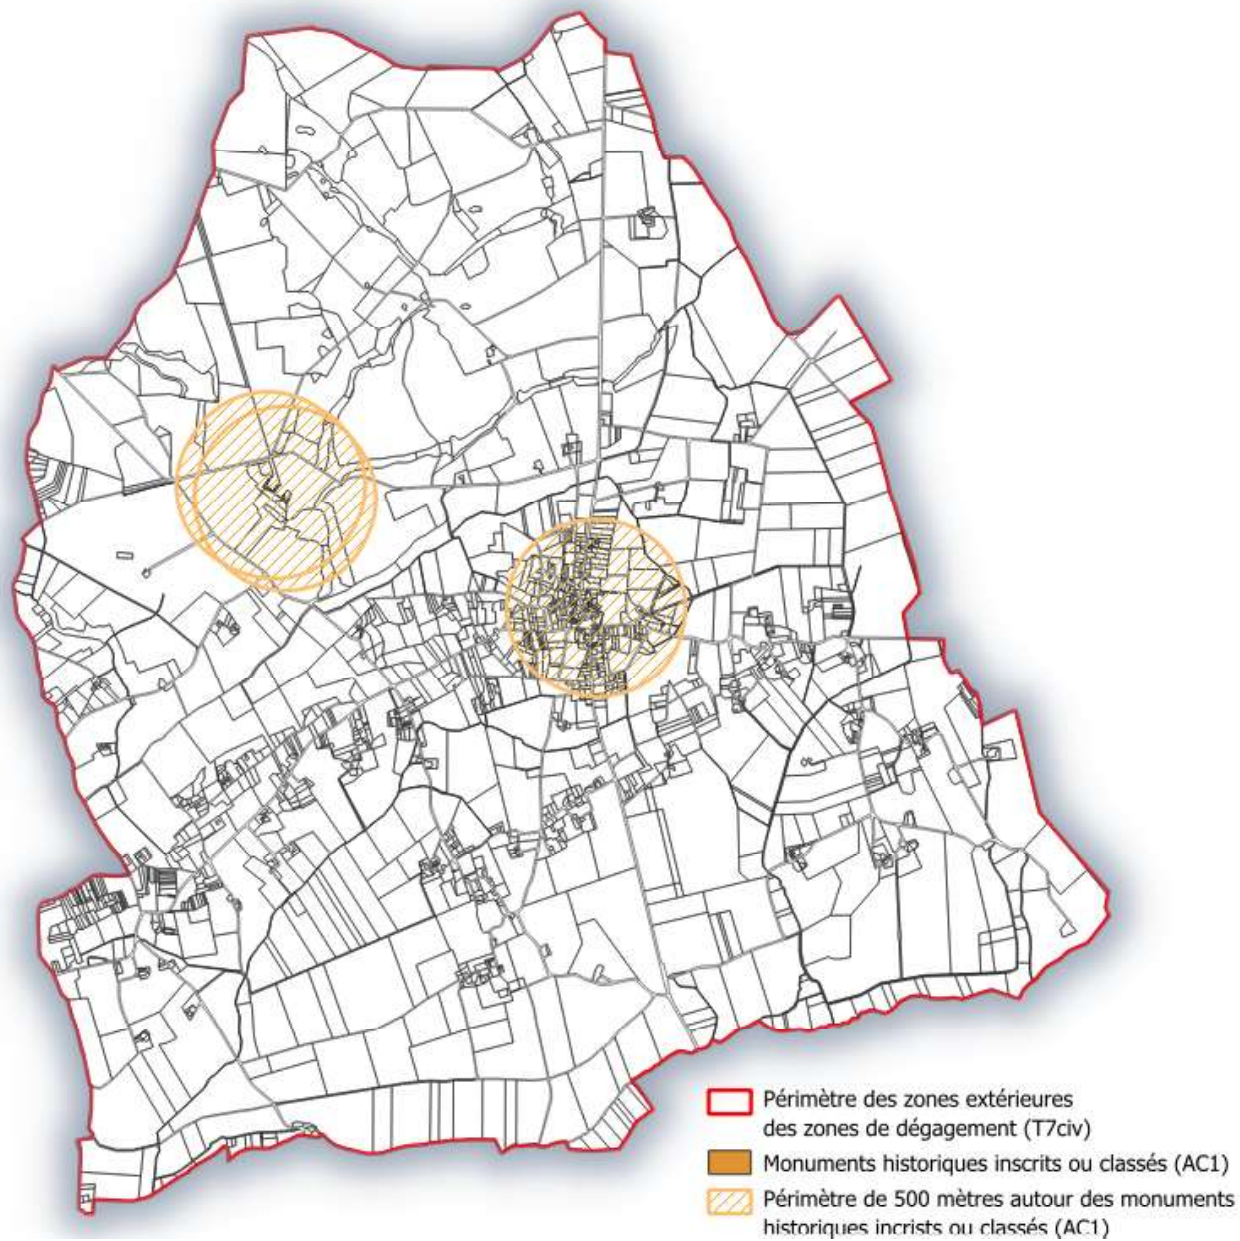 Périmètre des zones extérieures
des zones de dégagement (T7civ)
Monuments historiques inscrits ou classés (AC1)
Périmètre de 500 mètres autour des monuments
historiques incrists ou classés (AC1)